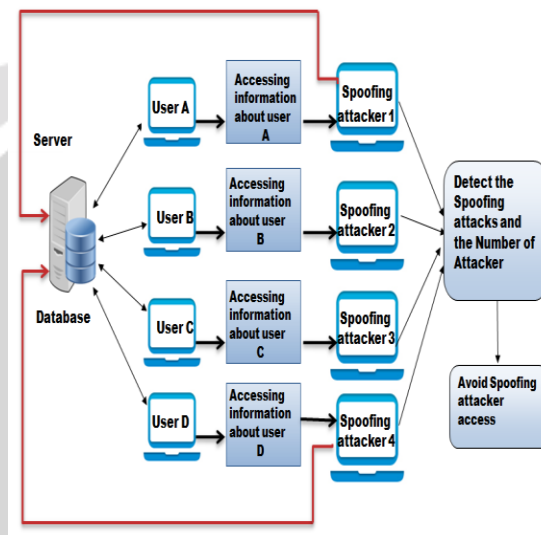 Server
Database
User A
Accessing
information
about user
A
Spoofing
attacker 1
User B
Accessing
information
about user
B
Spoofing
attacker 2
User C
Accessing
information
about user
C
Spoofing
attacker 3
User D
Accessing
information
about user
D
Spoofing
attacker 4
Detect the
Spoofing
attacks and
the Number of
Attacker
Avoid Spoofing
attacker
access